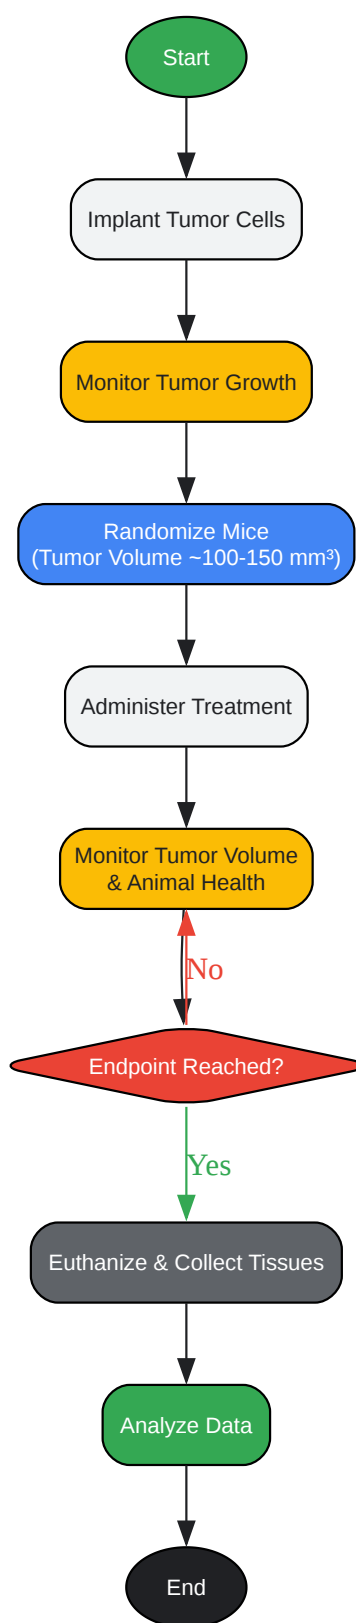 Start
Implant Tumor Cells
Monitor Tumor Growth
Randomize Mice
(Tumor Volume ~100-150 mm³)
Administer Treatment
Monitor Tumor Volume
& Animal Health
No
Endpoint Reached?
Yes
Euthanize & Collect Tissues
Analyze Data
End